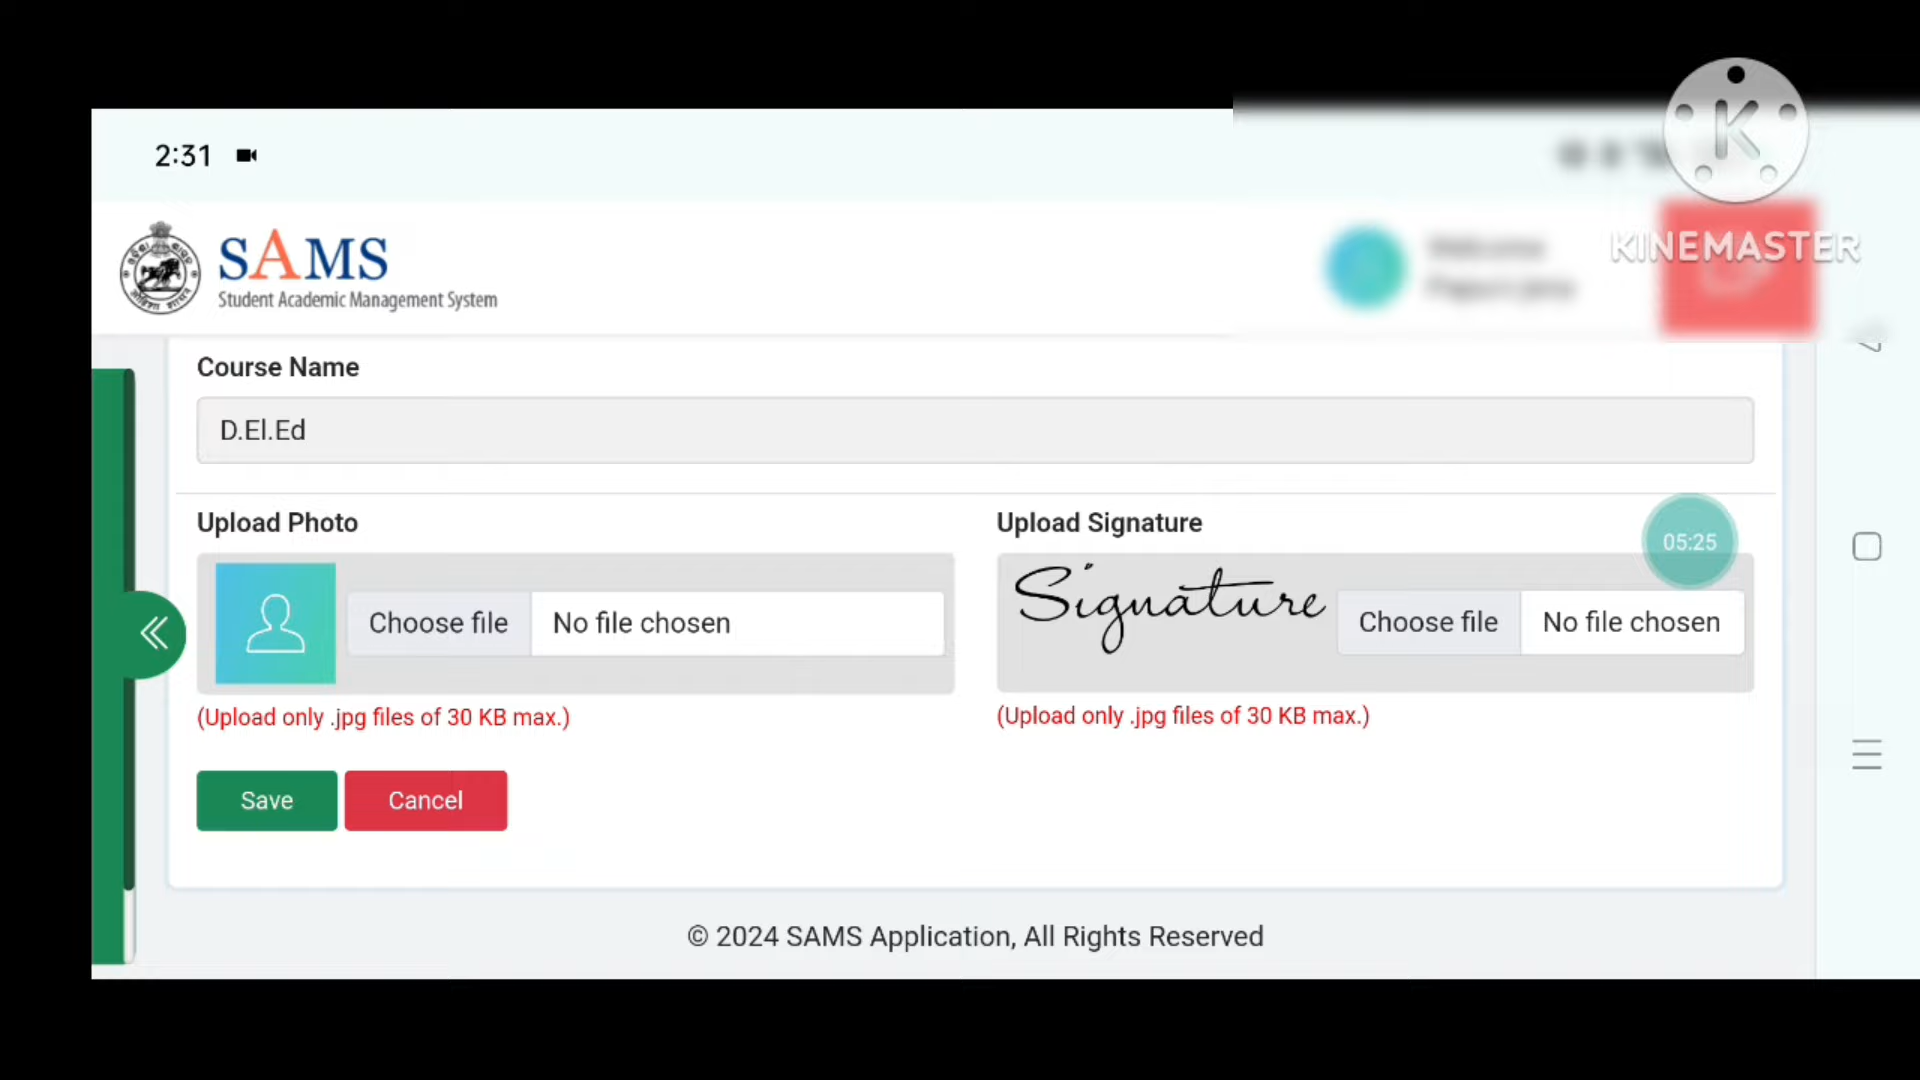 2:31
KINEMASTER
SAMS
Student Academic Management System
Course Name
D.El.Ed
Upload Photo
Upload Signature
05:25
Choose file
No file chosen
Signature
Choose file
No file chosen
(Upload only .jpg files of 30 KB max.)
(Upload only .jpg files of 30 KB max.)
Save
Cancel
© 2024 SAMS Application, All Rights Reserved